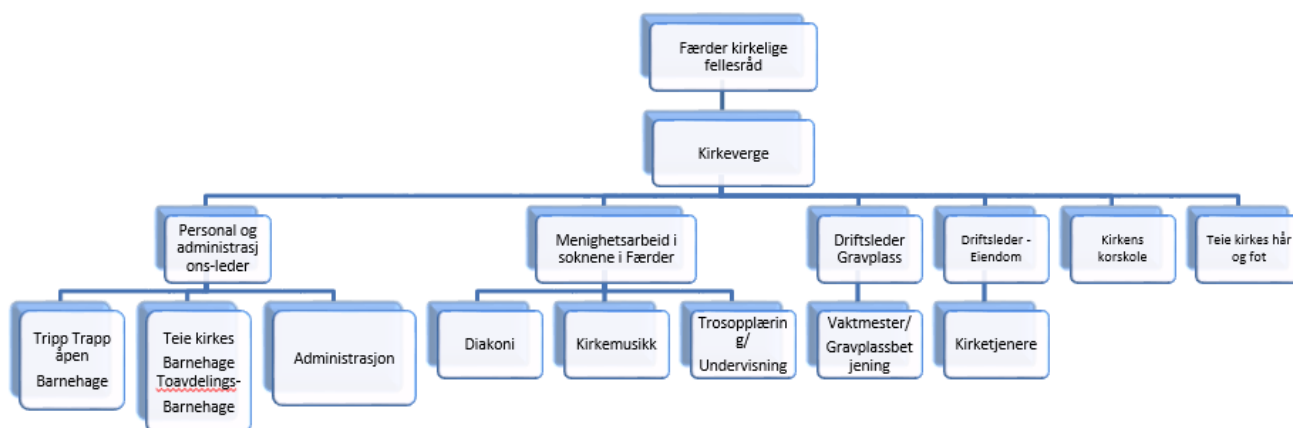 Færder kirkelige
fellesråd
Kirkeverge
Personal og
administrasj
ons-leder
Menighetsarbeid i
soknene i Færder
Driftsleder
Gravplass
Driftsleder -
Eiendom
Kirkens
korskole
Teie kirkes hår
og fot
Tripp Trapp
åpen
Barnehage
Teie kirkes
Barnehage
Toavdelings-
Barnehage
Administrasjon
Diakoni
Kirkemusikk
Trosopplærin
g/
Undervisning
Vaktmester/
Gravplassbet
jening
Kirketjenere